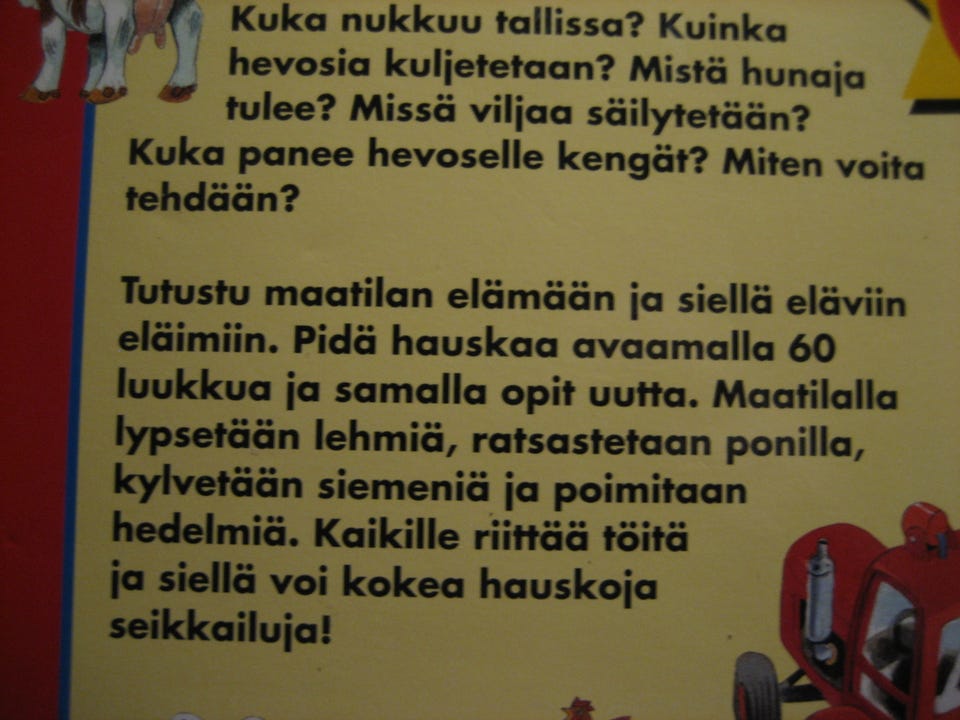 Kuka nukkuu tallissa? Kuinka
hevosia kuljetetaan? Mistä hunaja
tulee? Missä viljaa säilytetään?
Kuka panee hevoselle kengät? Miten voita
tehdään?
Tutustu maatilan elämään ja siellä eläviin
eläimiin. Pidä hauskaa avaamalla 60
luukkua ja samalla opit uutta. Maatilalla
lypsetään lehmiä, ratsastetaan ponilla,
kylvetään siemeniä ja poimitaan
hedelmiä. Kaikille riittää töitä
ja siellä voi kokea hauskoja
seikkailuja!